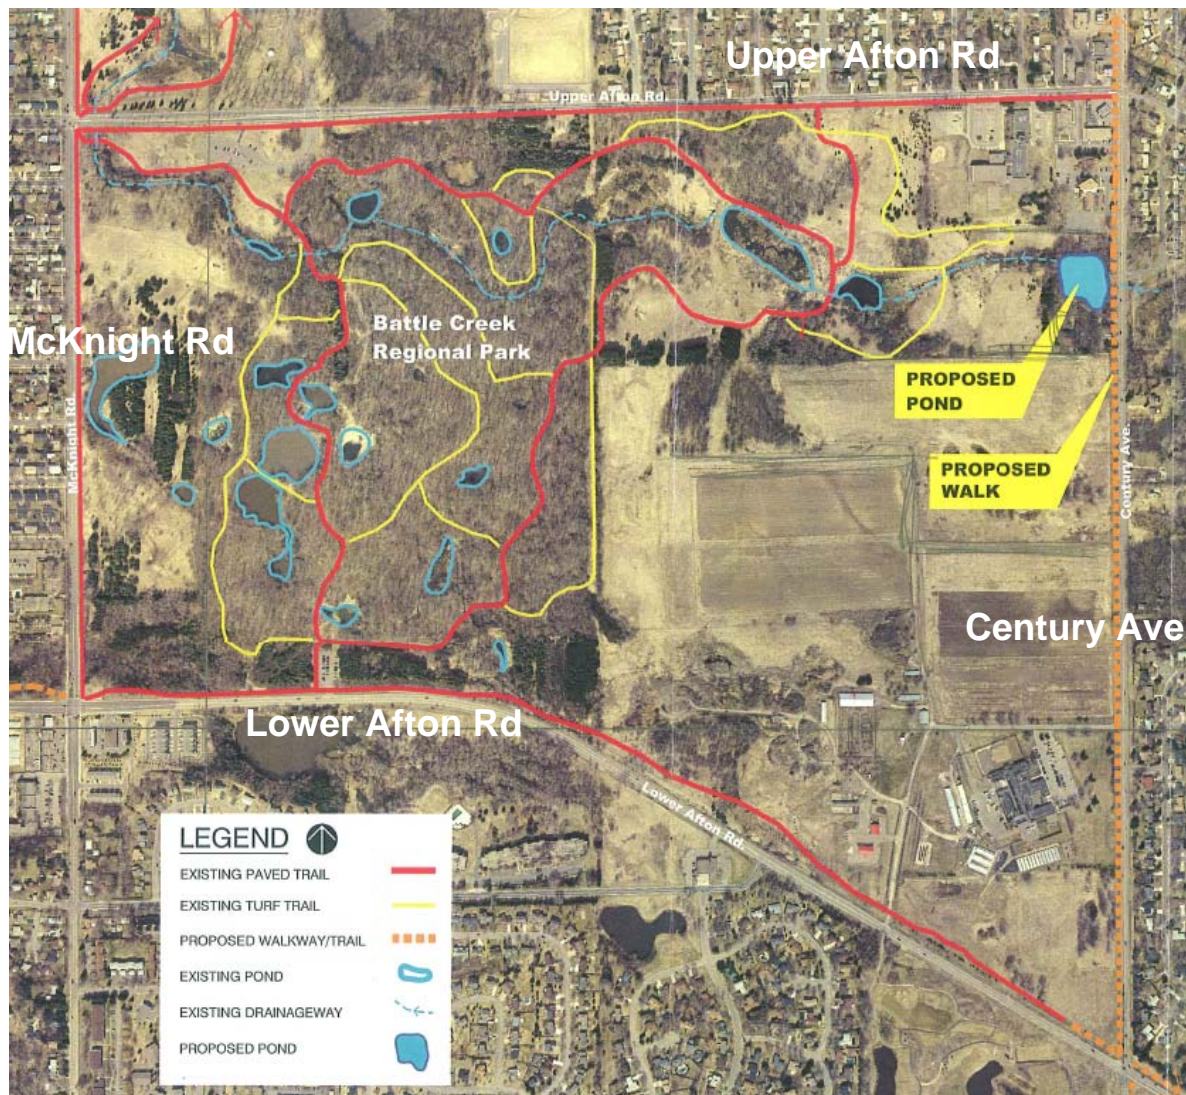 Upper Afton Rd
Upper Afton Rd.
McKnight Rd
McKnight Rd.
Battle Creek
Regional Park
PROPOSED
POND
PROPOSED
WALK
Century Ave.
Century Ave
Lower Afton Rd
Lower Afton Rd.
LEGEND
EXISTING PAVED TRAIL
EXISTING TURF TRAIL
PROPOSED WALKWAY/TRAIL
EXISTING POND
EXISTING DRAINAGEWAY
PROPOSED POND